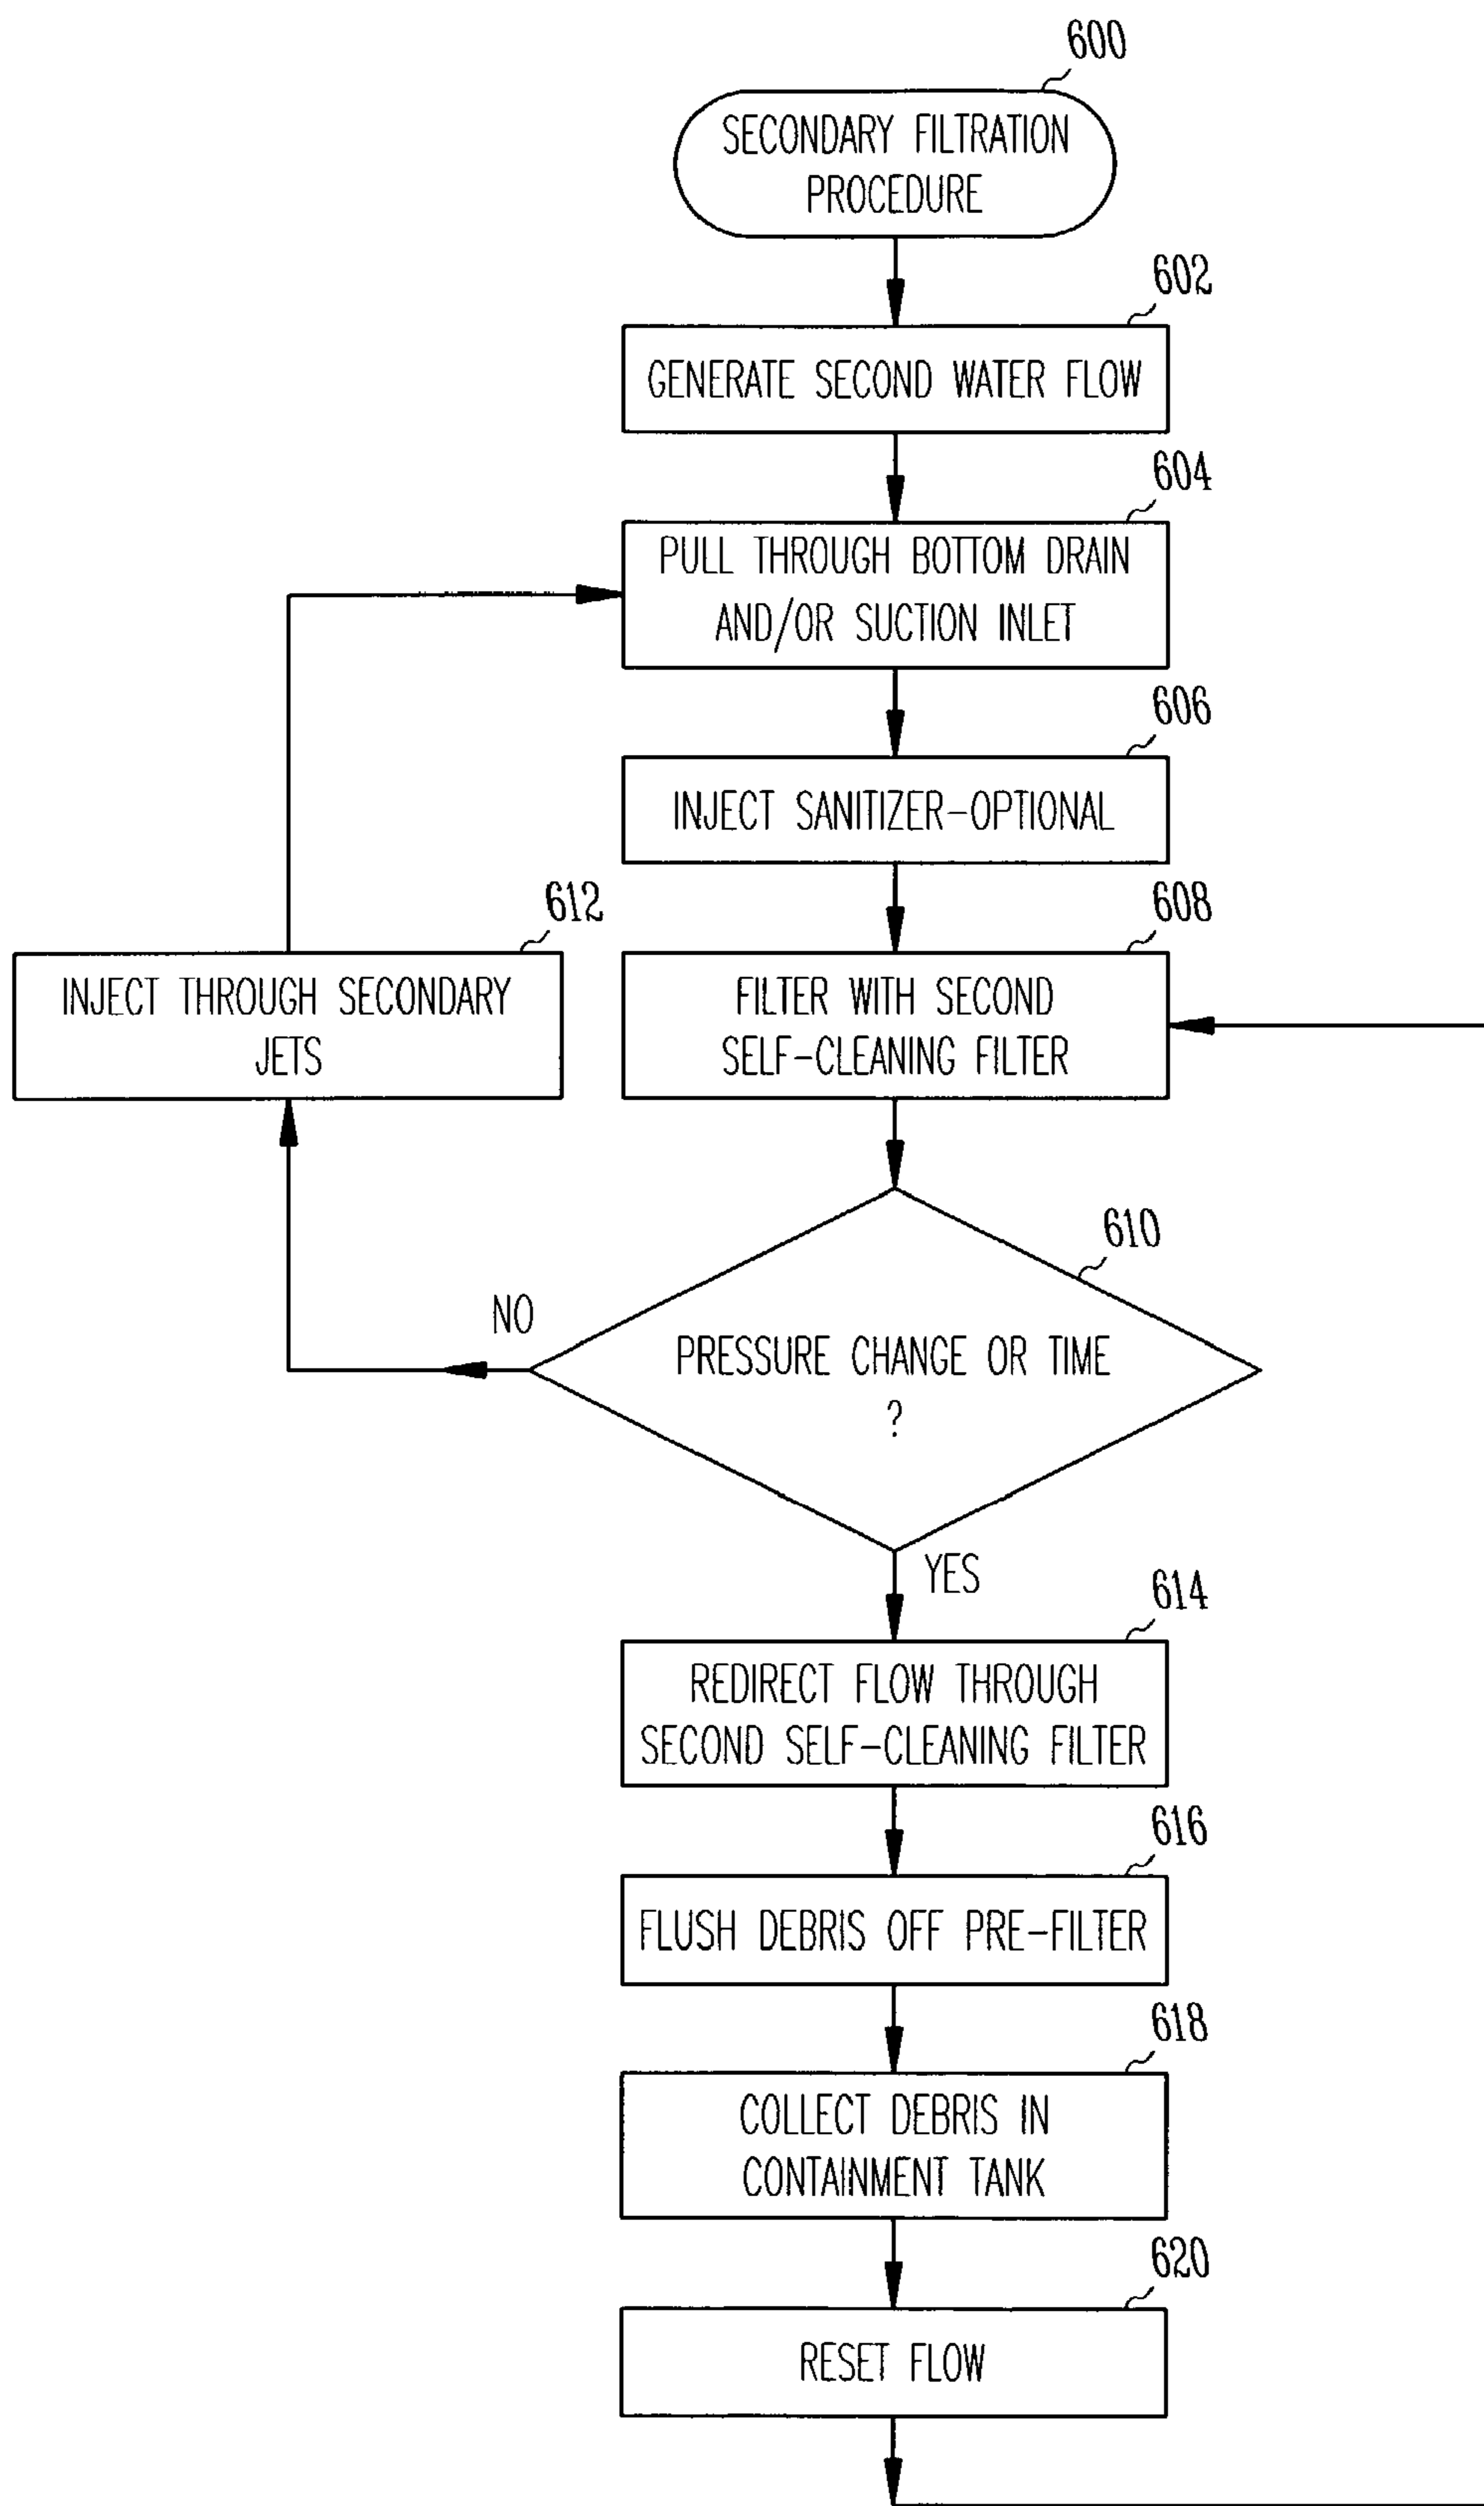 600
SECONDARY FILTRATION
PROCEDURE
602
GENERATE SECOND WATER FLOW
604
PULL THROUGH BOTTOM DRAIN
AND/OR SUCTION INLET
606
INJECT SANITIZER-OPTIONAL
608
FILTER WITH SECOND
SELF-CLEANING FILTER
612
INJECT THROUGH SECONDARY
JETS
610
PRESSURE CHANGE OR TIME
?
NO
YES
614
REDIRECT FLOW THROUGH
SECOND SELF-CLEANING FILTER
616
FLUSH DEBRIS OFF PRE-FILTER
618
COLLECT DEBRIS IN
CONTAINMENT TANK
620
RESET FLOW